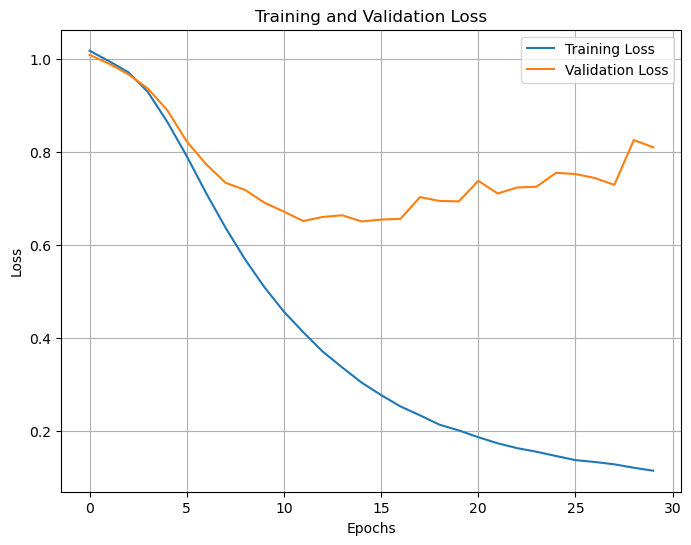 Training and Validation Loss
Training Loss
Validation Loss
1.0
0.8
0.6
0.4
0.2
Loss
0 5 10 15 20 25 30
Epochs